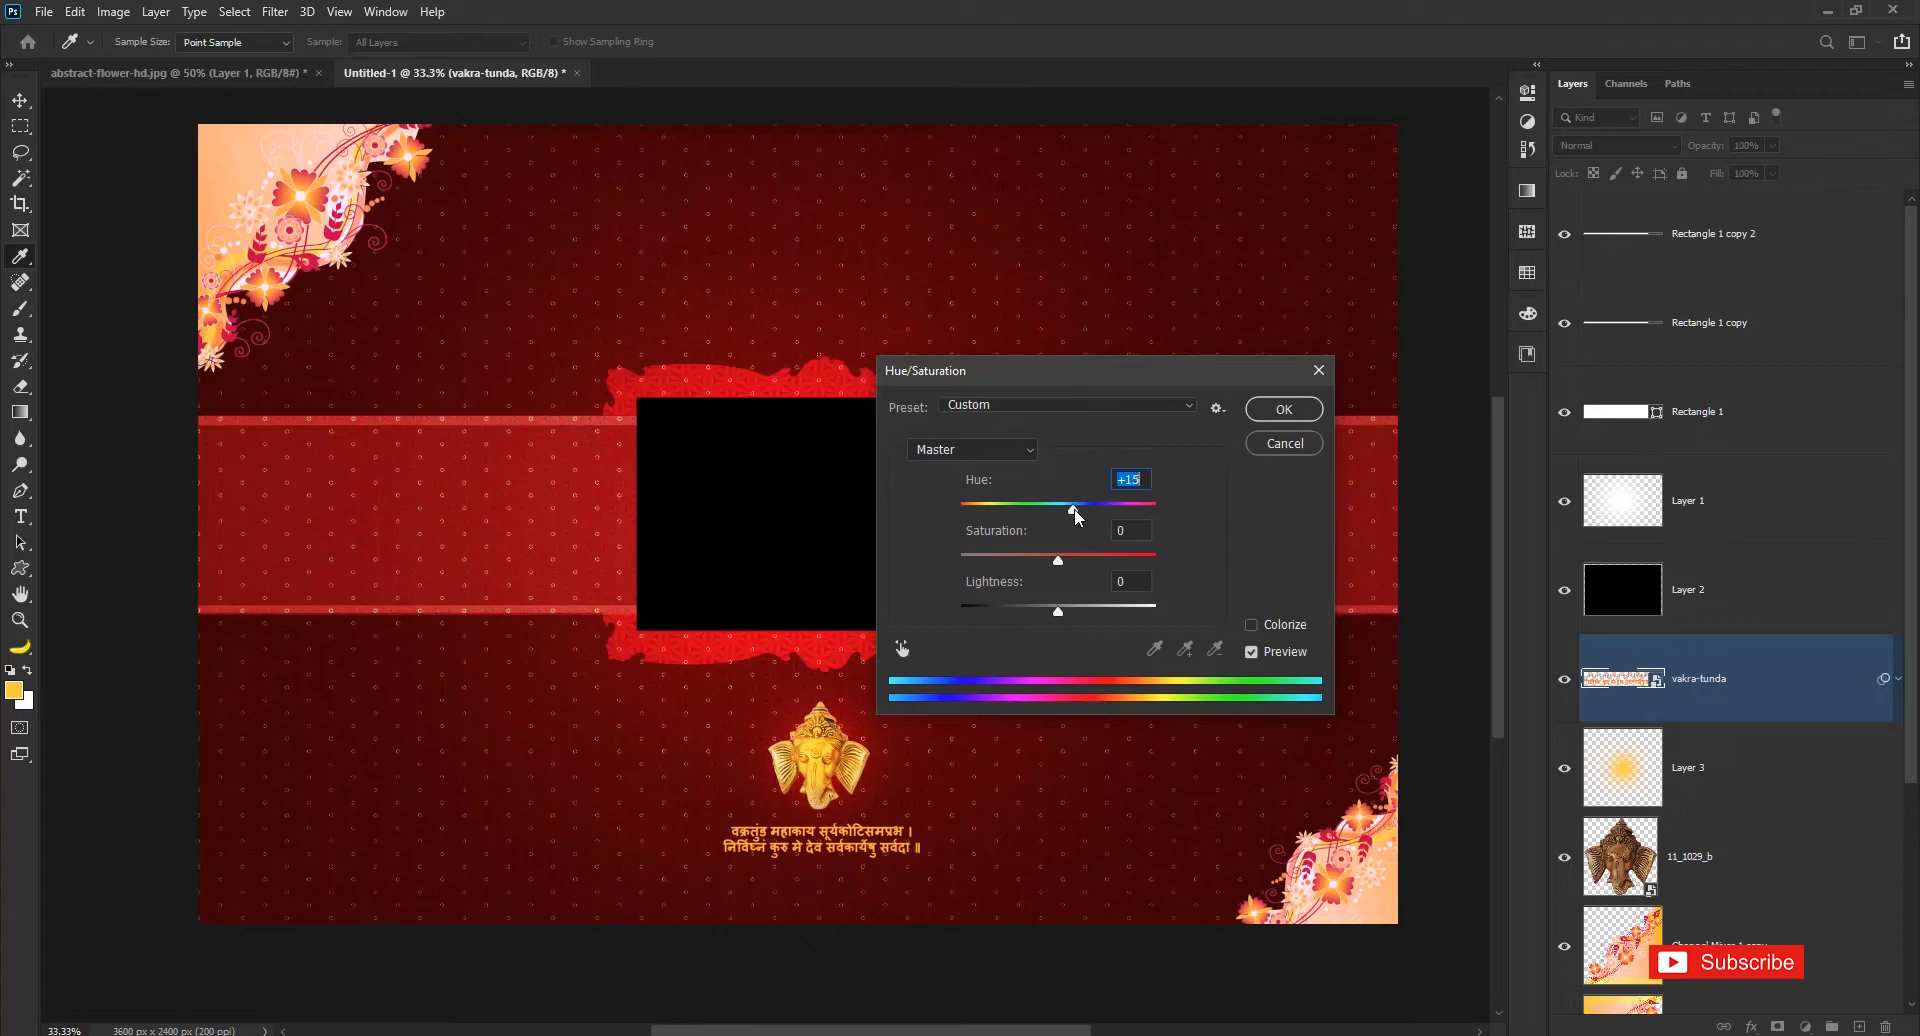 Ps File Edit Image Layer Type Select Filter 3D View Window Help
Sample Size: Point Sample Sample: All Layers Show Sampling Ring
abstract-flower-hd.jpg @ 50% (Layer 1, RGB/8#) * × Untitled-1 @ 33.3% (vakra-tunda, RGB/8) * ×
Layers Channels Paths
Kind
Normal Opacity: 100%
Lock: Fill: 100%
Rectangle 1 copy 2
Rectangle 1 copy
Rectangle 1
Layer 1
Layer 2
vakra-tunda
Layer 3
11_1029_b
Subscribe
Hue/Saturation
Preset: Custom OK
Cancel
Master
Hue: +15
Saturation: 0
Lightness: 0
Colorize
Preview
वक्रतुंड महाकाय सूर्यकोटिसमप्रभ ।
निर्विघ्नं कुरु मे देव सर्वकार्येषु सर्वदा ॥
33.33% 3600 px x 2400 px (200 ppi)